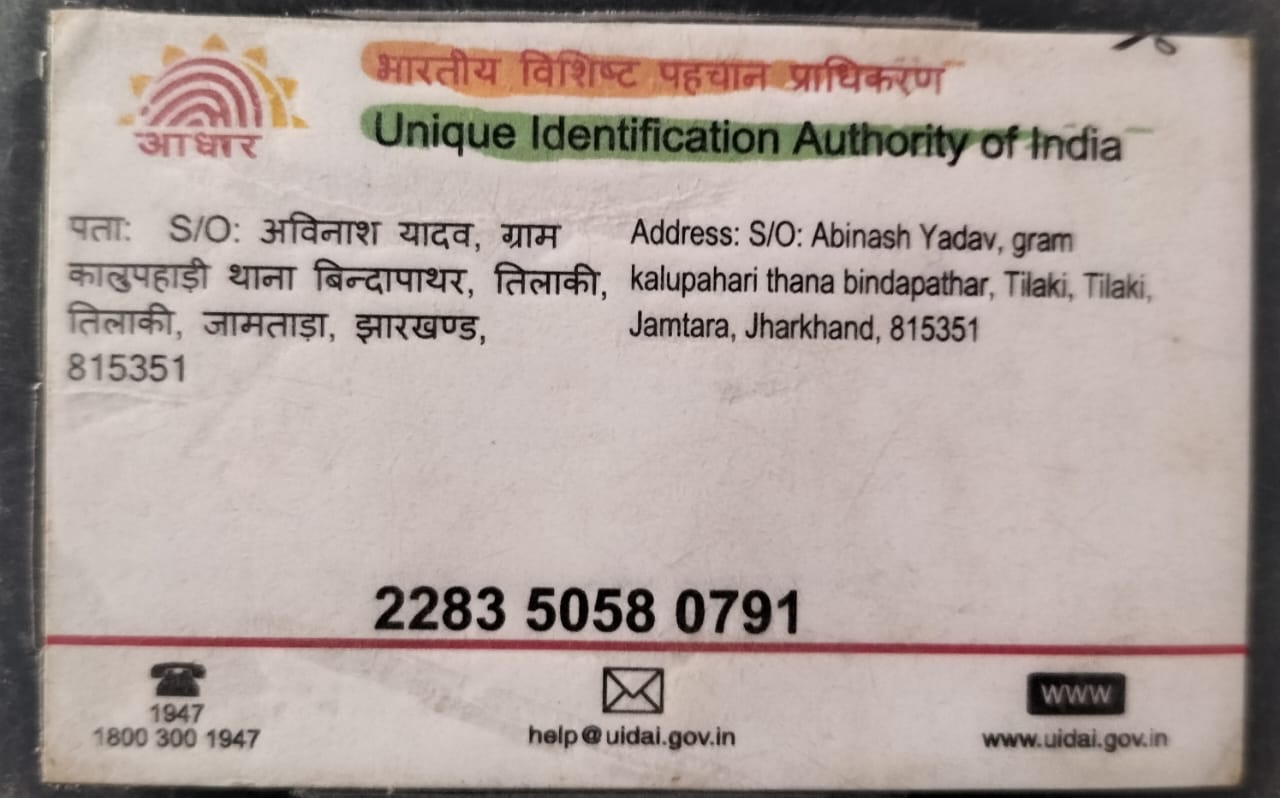 आधार
भारतीय विशिष्ट पहचान प्राधिकरण
Unique Identification Authority of India
पता: S/O: अविनाश यादव, ग्राम
कालुपहाड़ी थाना बिन्दापाथर, तिलाकी,
तिलाकी, जामताड़ा, झारखण्ड,
815351
Address: S/O: Abinash Yadav, gram
kalupahari thana bindapathar, Tilaki, Tilaki,
Jamtara, Jharkhand, 815351
2283 5058 0791
1947
1800 300 1947
help@uidai.gov.in
www
www.uidai.gov.in